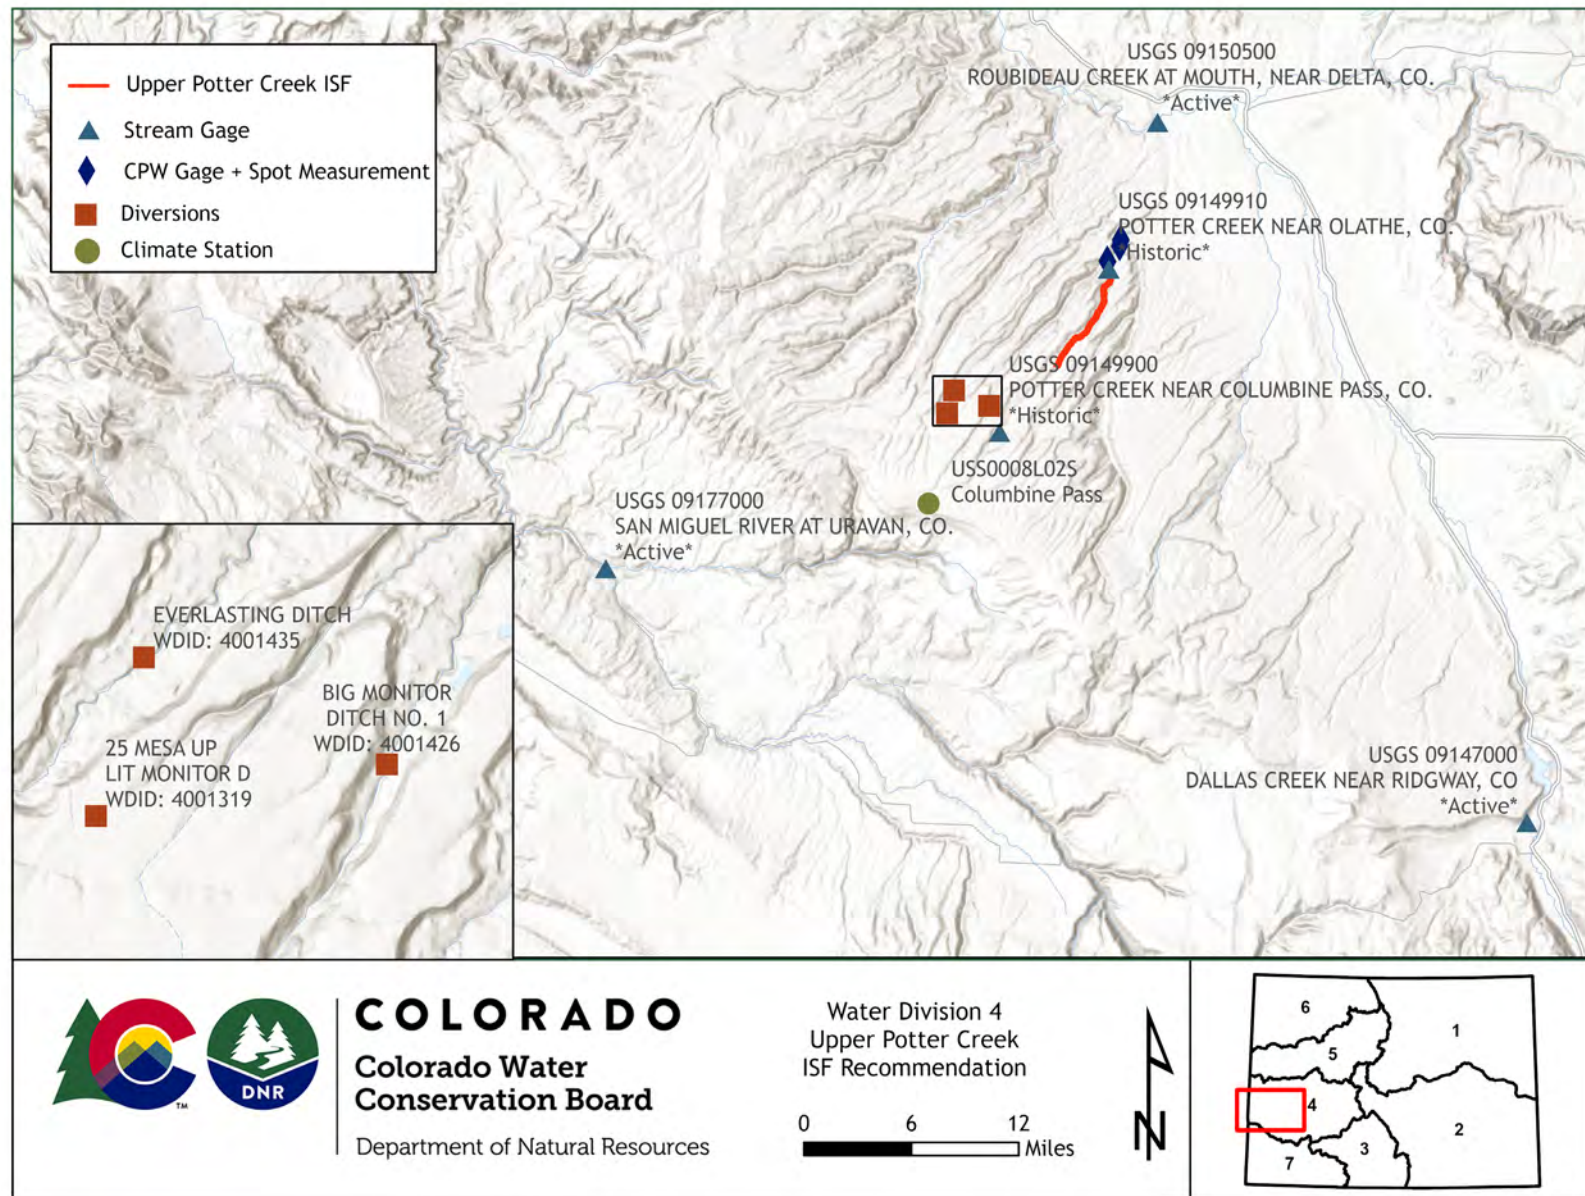 Upper Potter Creek ISF
Stream Gage
CPW Gage + Spot Measurement
Diversions
Climate Station
USGS 09150500
ROUBIDEAU CREEK AT MOUTH, NEAR DELTA, CO.
*Active*
USGS 09149910
POTTER CREEK NEAR OLATHE, CO.
*Historic*
USGS 09149900
POTTER CREEK NEAR COLUMBINE PASS, CO.
*Historic*
USS0008L02S
Columbine Pass
USGS 09177000
SAN MIGUEL RIVER AT URAVAN, CO.
*Active*
USGS 09147000
DALLAS CREEK NEAR RIDGWAY, CO
*Active*
EVERLASTING DITCH
WDID: 4001435
BIG MONITOR
DITCH NO. 1
WDID: 4001426
25 MESA UP
LIT MONITOR D
WDID: 4001319
DNR
TM
COLORADO
Colorado Water
Conservation Board
Department of Natural Resources
Water Division 4
Upper Potter Creek
ISF Recommendation
0 6 12
Miles
N
6
1
5
4
2
3
7